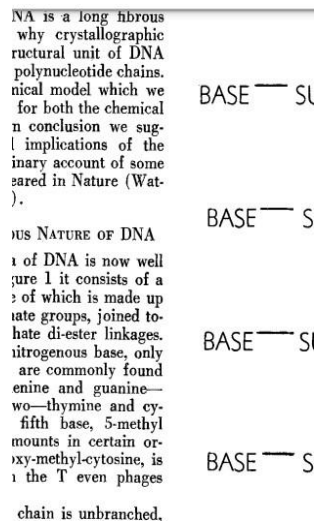 NA is a long fibrous
why crystallographic
ructural unit of DNA
polynucleotide chains.
nical model which we
for both the chemical
n conclusion we sug-
implications of the
inary account of some
eared in Nature (Wat-
).
US NATURE OF DNA
of DNA is now well
gure 1 it consists of a
of which is made up
ate groups, joined to-
hate di-ester linkages.
nitrogenous base, only
are commonly found
enine and guanine—
wo—thymine and cy-
fifth base, 5-methyl
mounts in certain or-
oxy-methyl-cytosine, is
the T even phages
chain is unbranched,
BASE — SU
BASE — S
BASE — SU
BASE — S